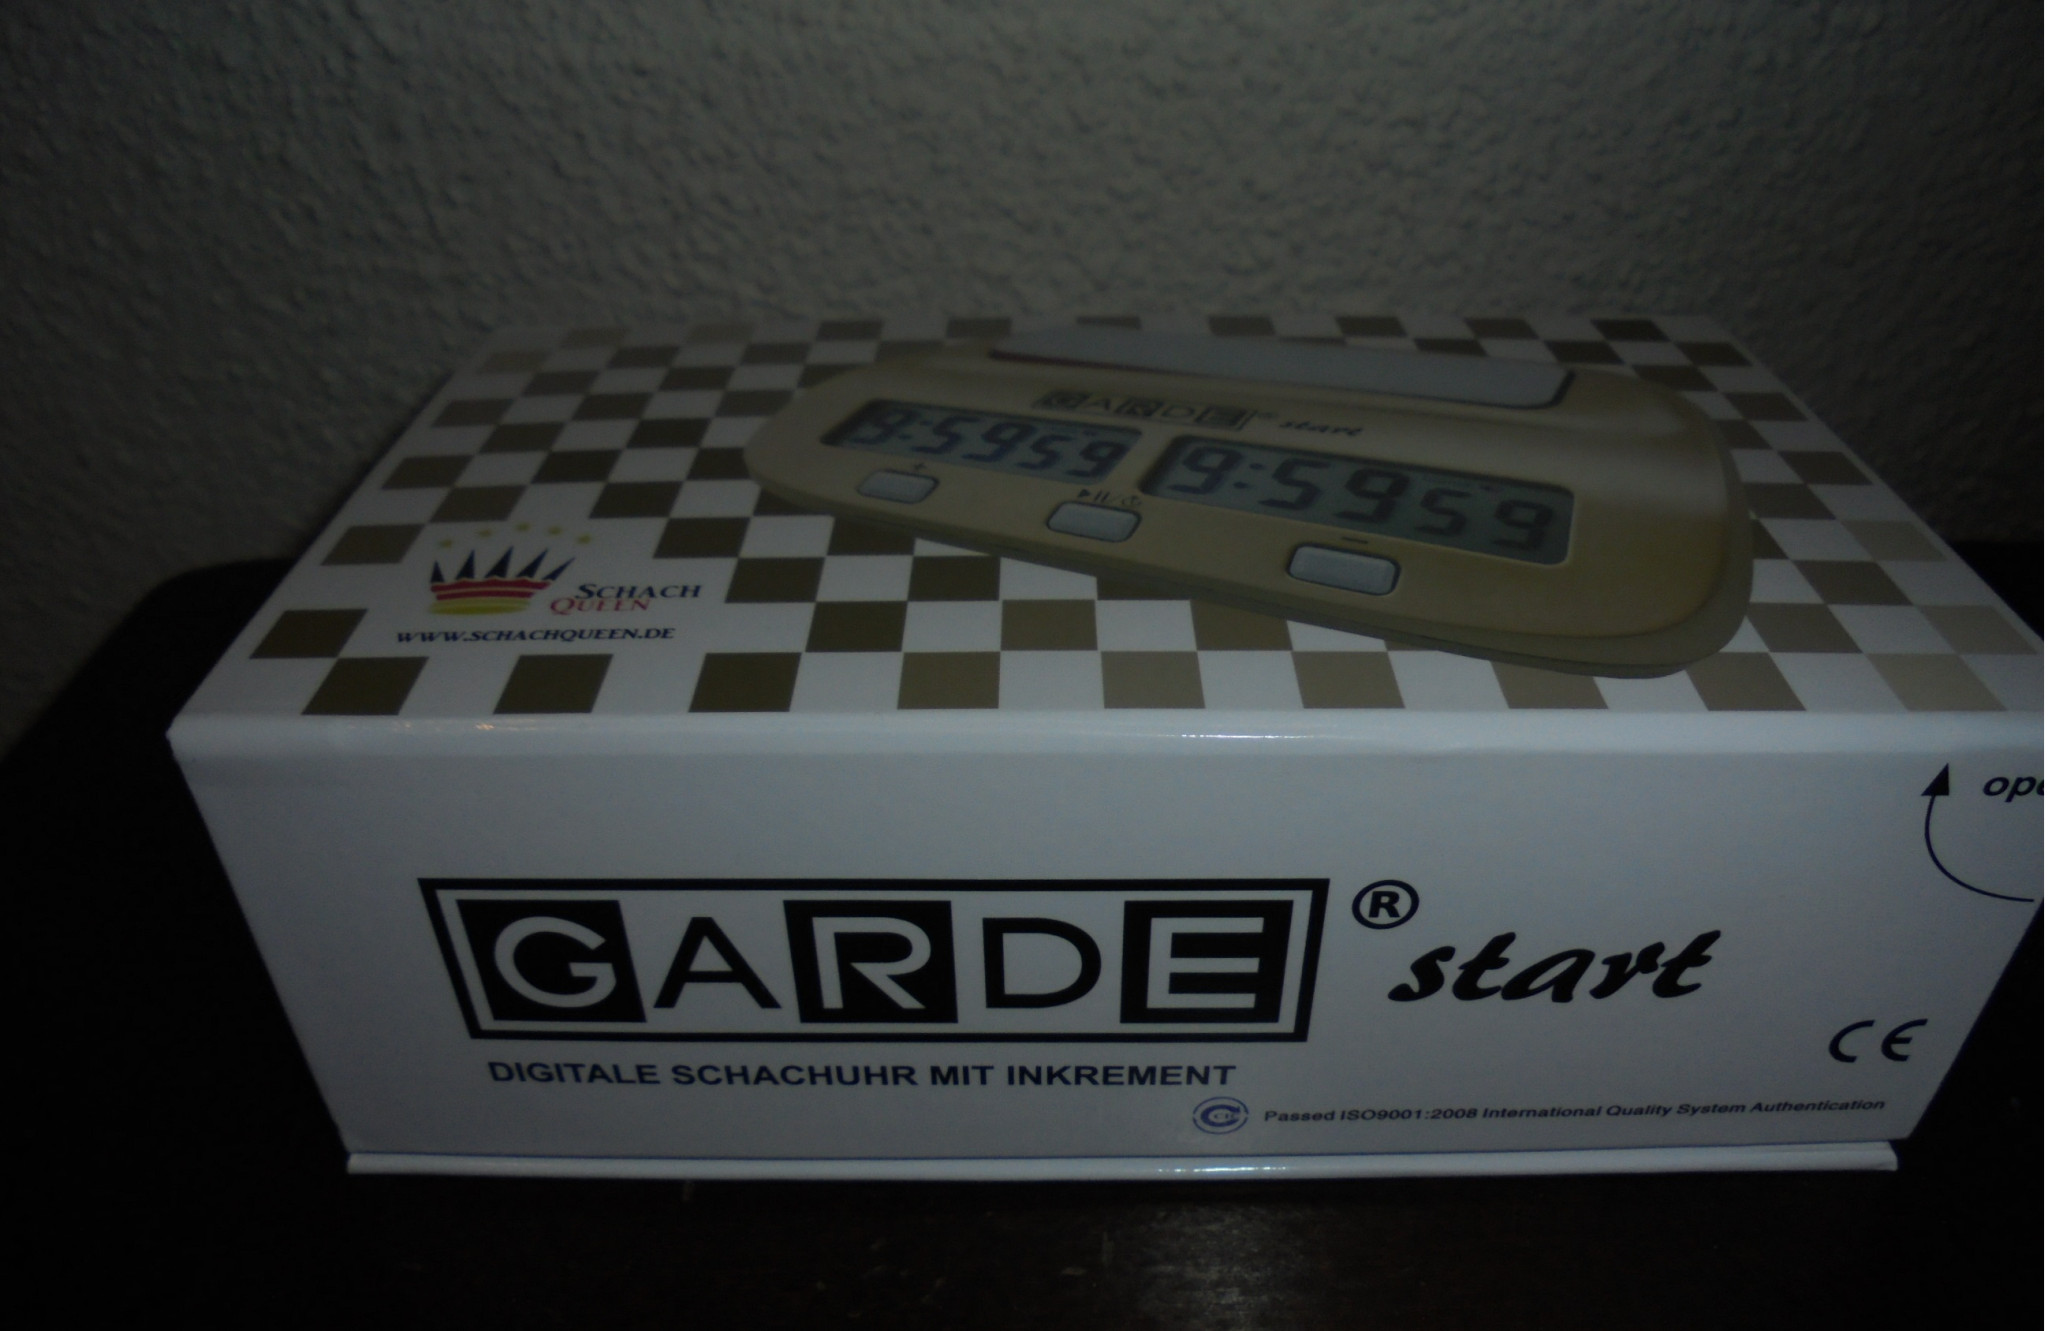 GARDE® start
9:5959 9:5959
+
-
SCHACH
QUEEN
WWW.SCHACHQUEEN.DE
GARDE® start
DIGITALE SCHACHUHR MIT INKREMENT
CE
Passed ISO9001:2008 International Quality System Authentication